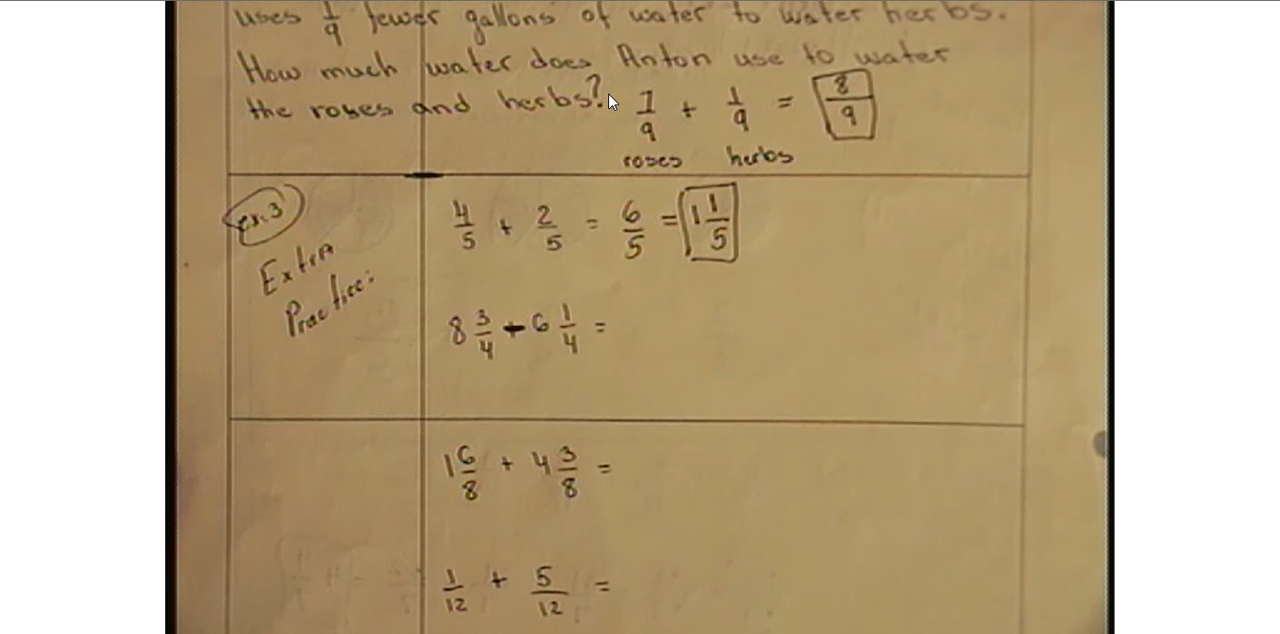 uses 1/9 fewer gallons of water to water herbs.
How much water does Anton use to water
the roses and herbs? 7/9 + 1/9 = 8/9
roses herbs
ex.3
Extra
Practice:
4/5 + 2/5 = 6/5 = 1 1/5
8 3/4 - 6 1/4 =
1 6/8 + 4 3/8 =
1/12 + 5/12 =